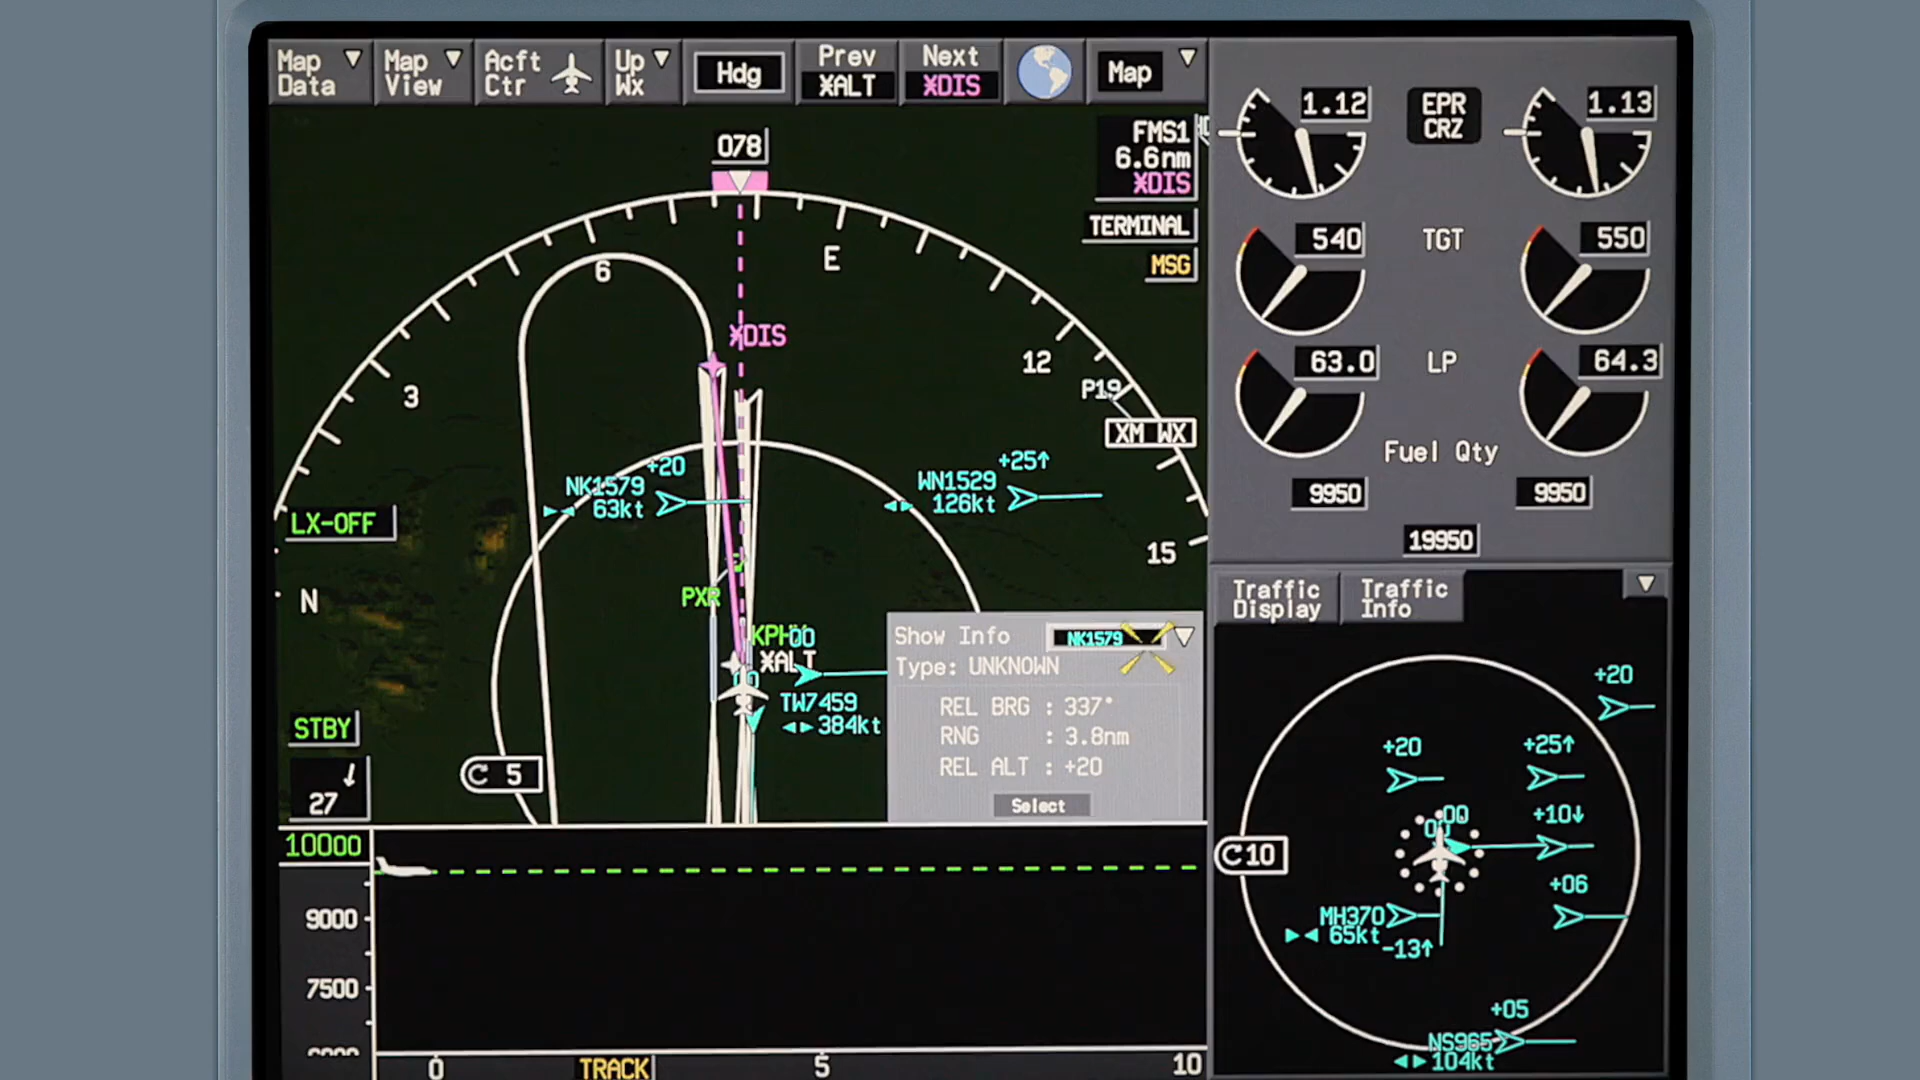 Map Data
Map View
Acft Ctr
Up Wx
Hdg
Prev
XALT
Next
XDIS
Map
078
FMS1
6.6nm
XDIS
TERMINAL
MSG
E
6
3
12
15
N
XDIS
P19
XM WX
+20
NK1579
63kt
+25↑
WN1529
126kt
LX-OFF
PXR
00
XALT
00
TW7459
384kt
STBY
27
5
Show Info
NK1579
Type: UNKNOWN
REL BRG : 337°
RNG : 3.8nm
REL ALT : +20
Select
10000
9000
7500
0
TRACK
5
10
1.12
EPR
CRZ
1.13
540
TGT
550
63.0
LP
64.3
Fuel Qty
9950
9950
19950
Traffic Display
Traffic Info
+20
+20
+25↑
00
00
+10↓
10
+06
MH370
65kt
-13↑
+05
NS965
104kt